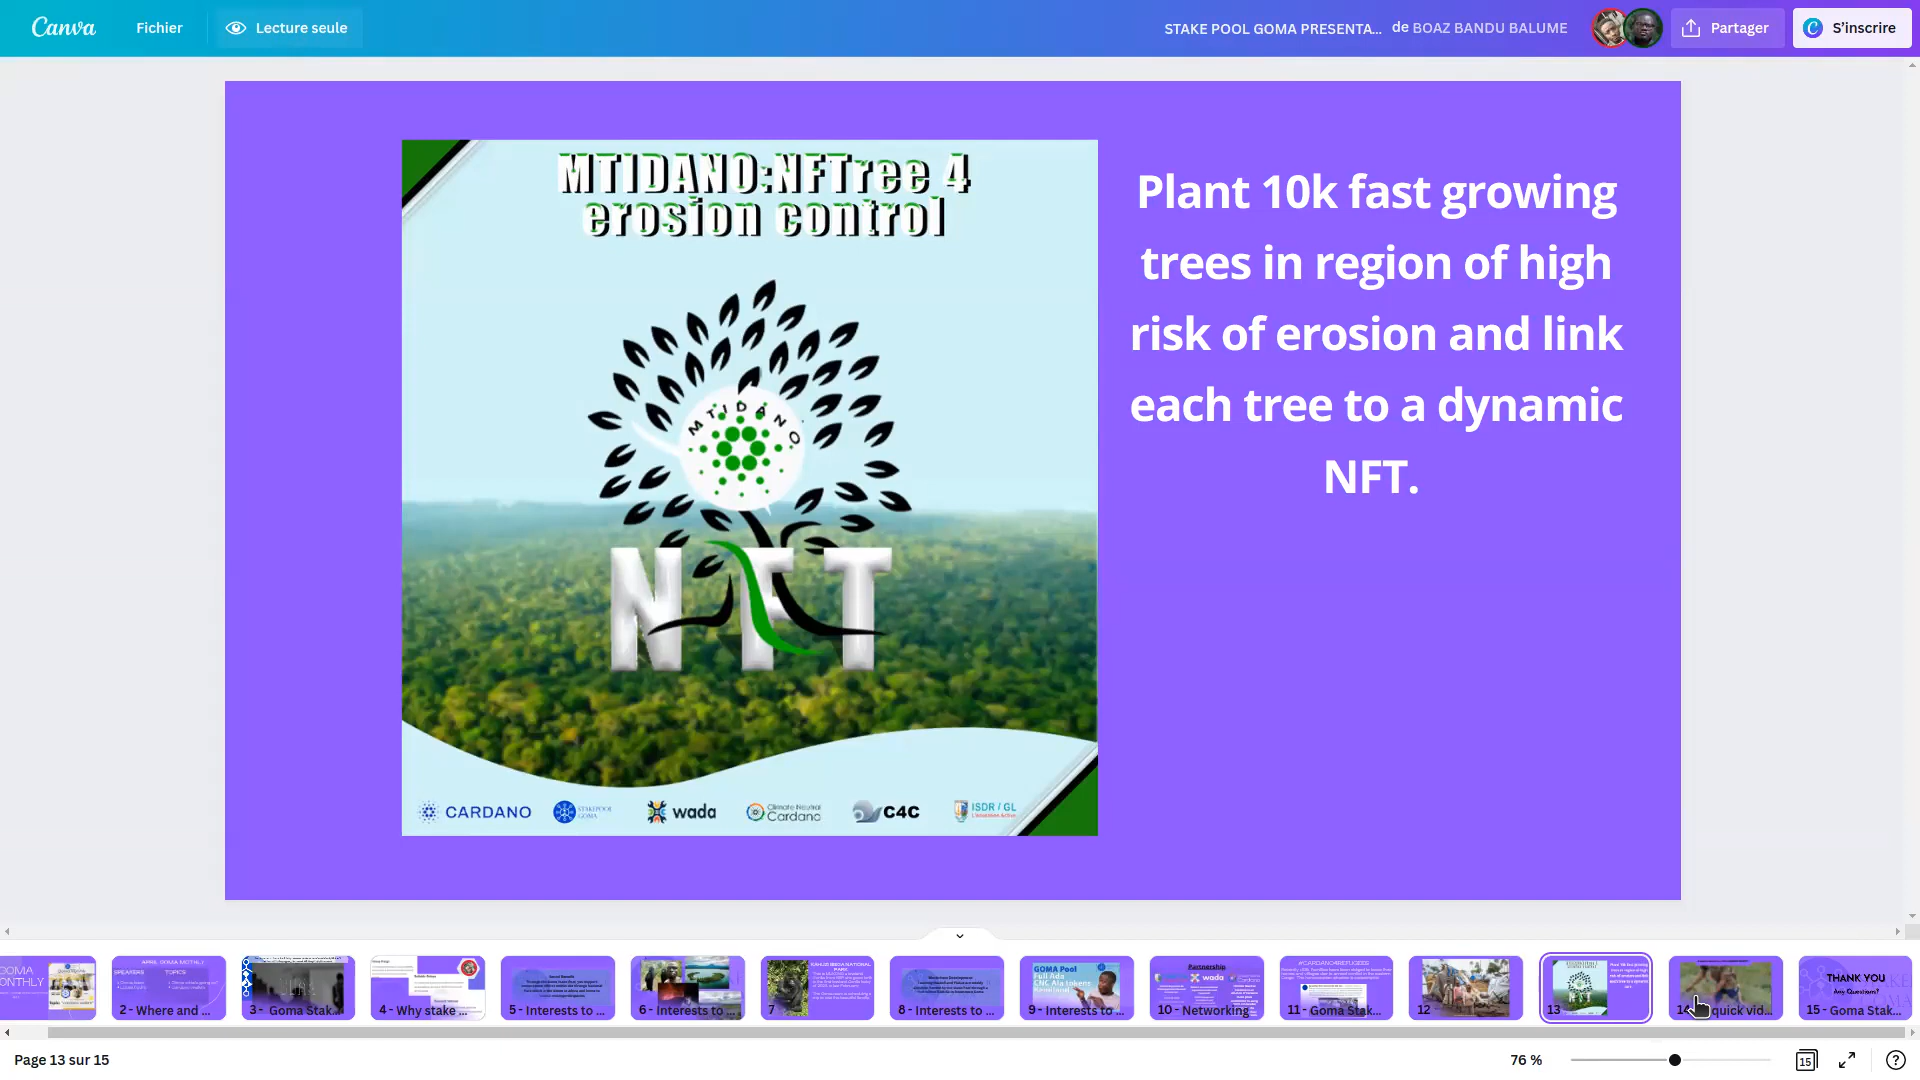 Canva
Fichier
Lecture seule
STAKE POOL GOMA PRESENTA...
de BOAZ BANDU BALUME
Partager
S'inscrire
MTIDANO:NFTree 4
erosion control
MTIDANO
NFT
CARDANO
STAKEPOOL
GOMA
wada
Climate Neutral
Cardano
C4C
ISDR / GL
Plant 10k fast growing
trees in region of high
risk of erosion and link
each tree to a dynamic
NFT.
2 - Where and ...
3 - Goma Stak...
4 - Why stake ...
5 - Interests to ...
6 - Interests to ...
7
8 - Interests to ...
9 - Interests to ...
10 - Networking
11 - Goma Stak...
12
13
quick vid...
THANK YOU
Any Questions?
15 - Goma Stak...
Page 13 sur 15
76 %
15